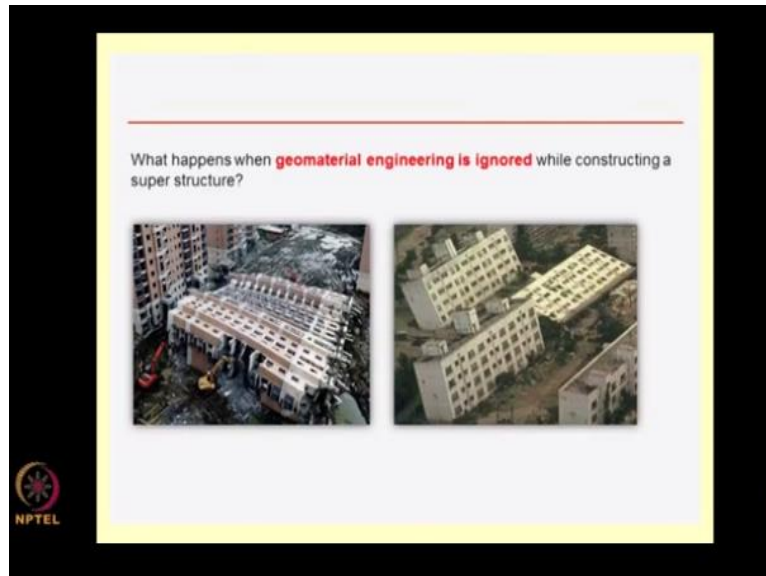 What happens when geomaterial engineering is ignored while constructing a
super structure?
NPTEL